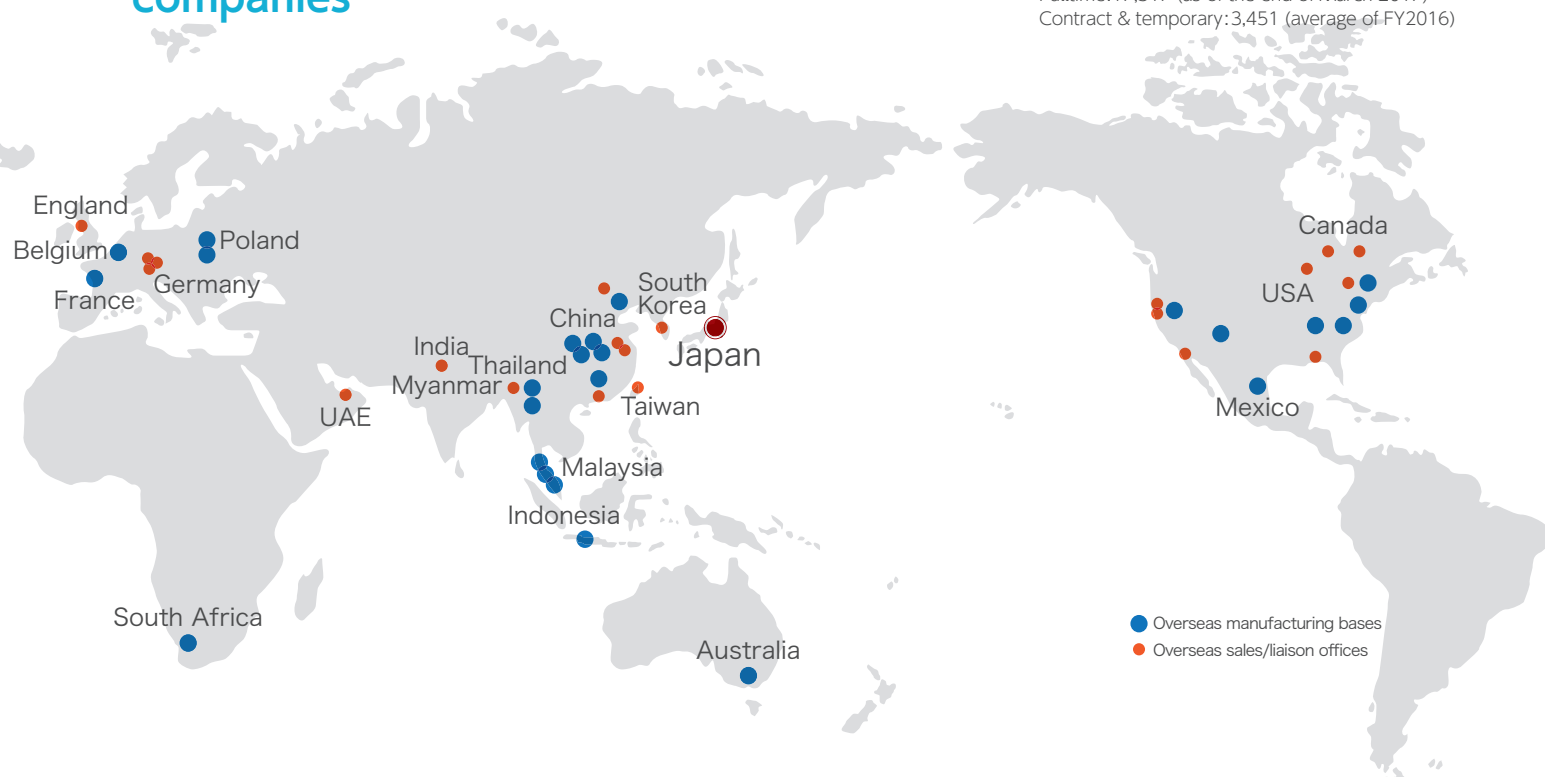 companies
Contract & temporary:3,451 (average of FY2016)
England
Belgium
Poland
Germany
France
South
Korea
China
Japan
India
Thailand
Myanmar
UAE
Taiwan
Malaysia
Indonesia
South Africa
Australia
Canada
USA
Mexico
Overseas manufacturing bases
Overseas sales/liaison offices